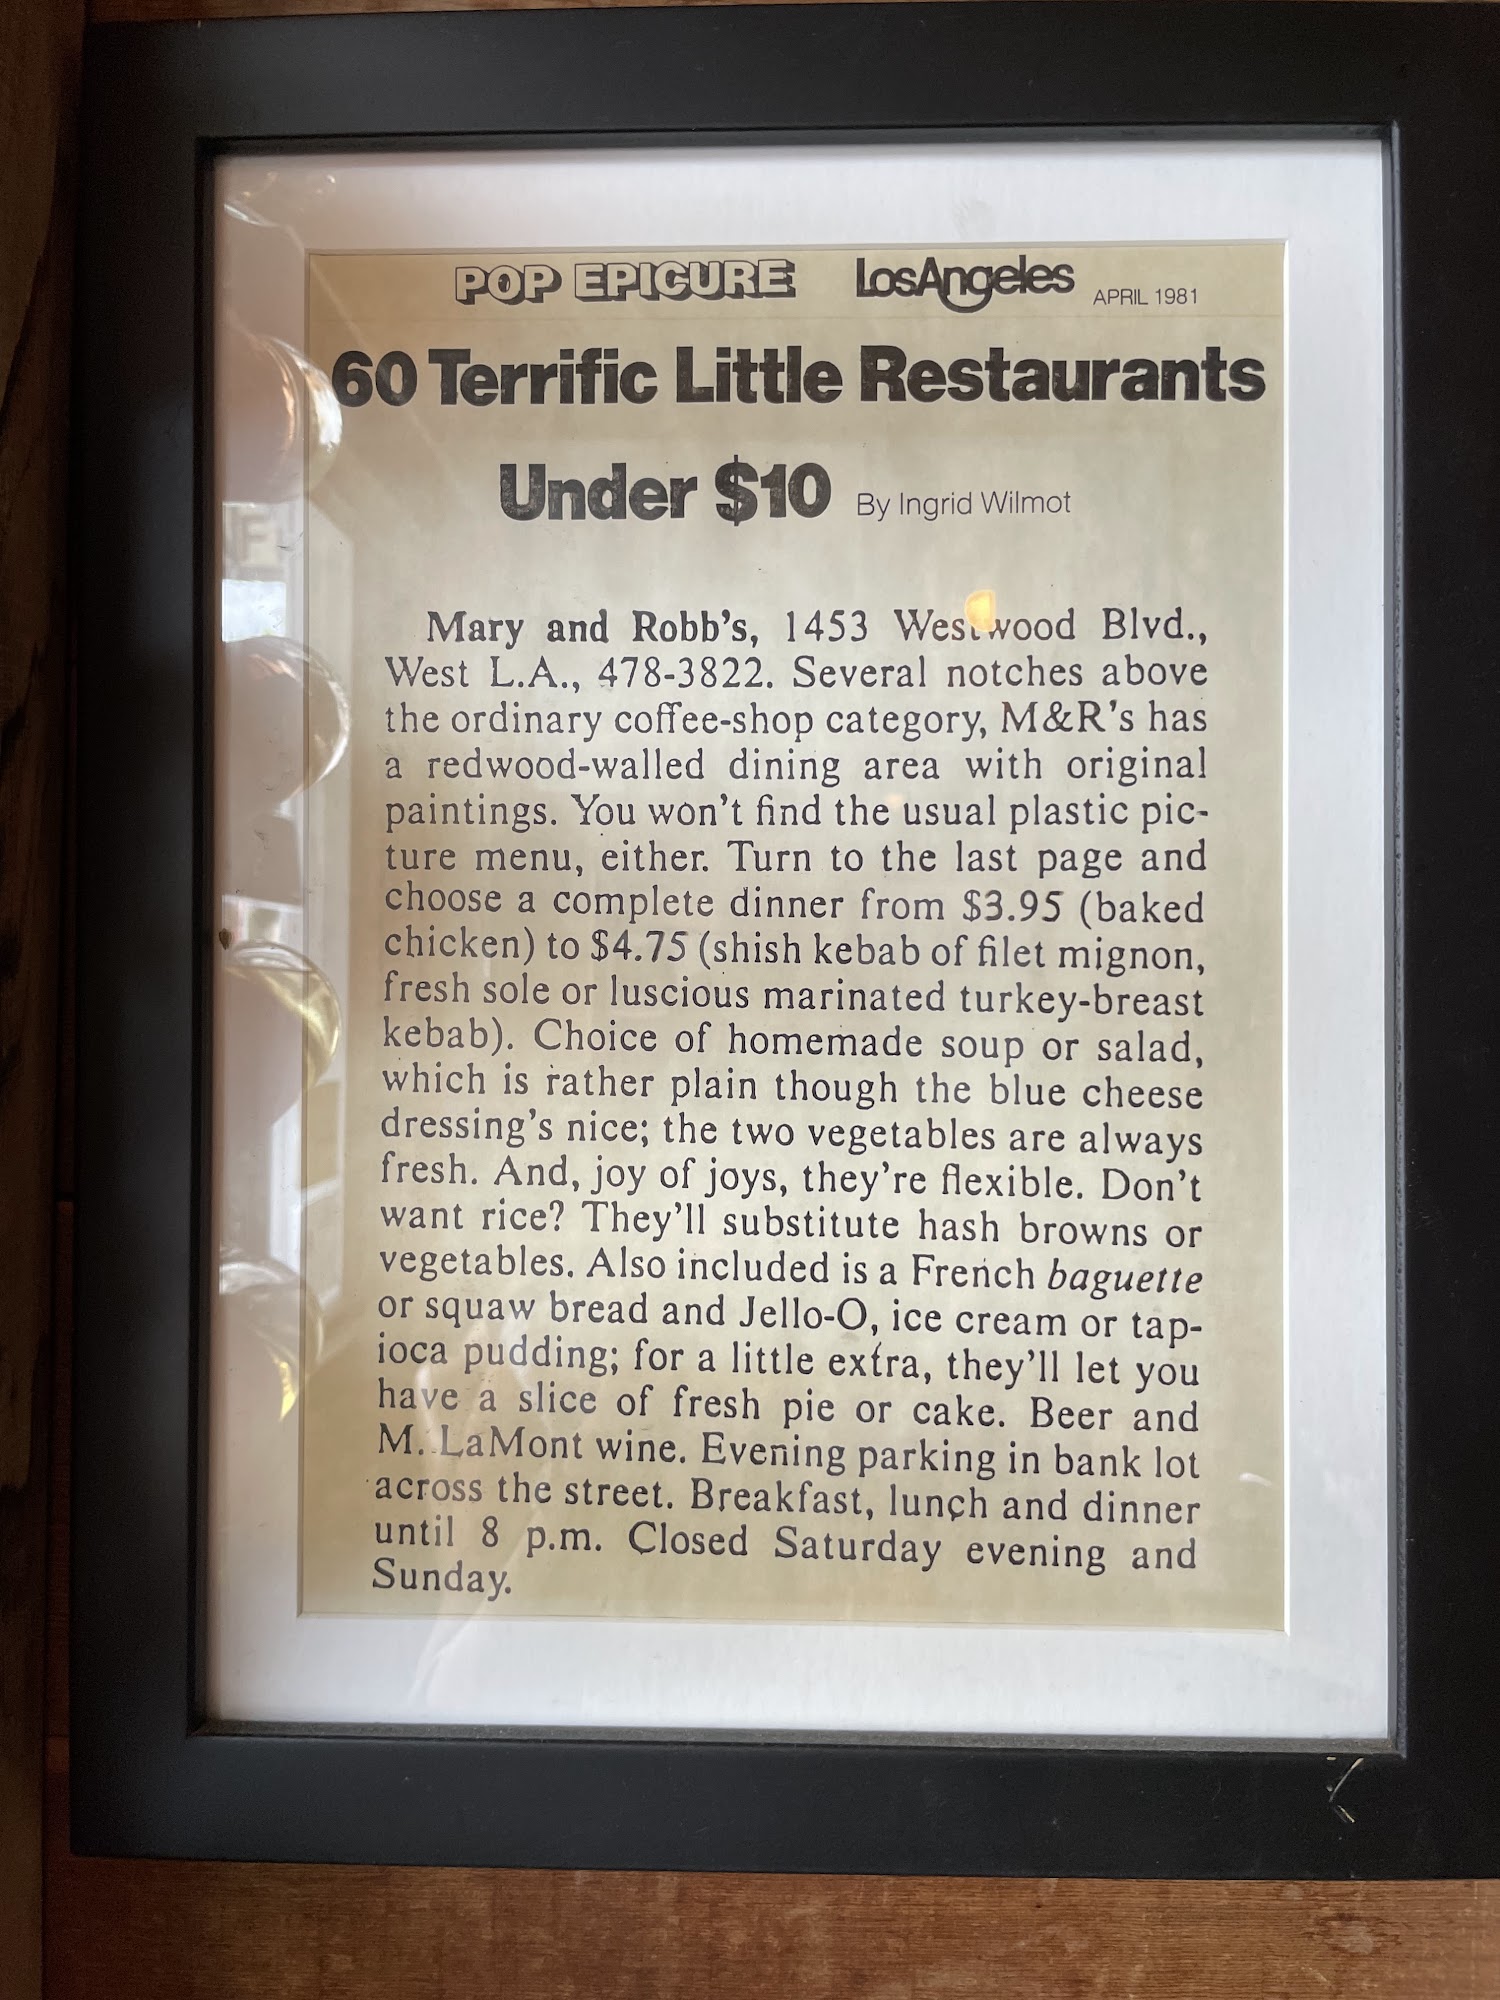 POP EPICURE LosAngeles APRIL 1981
60 Terrific Little Restaurants
Under $10 By Ingrid Wilmot
Mary and Robb's, 1453 Westwood Blvd.,
West L.A., 478-3822. Several notches above
the ordinary coffee-shop category, M&R's has
a redwood-walled dining area with original
paintings. You won't find the usual plastic pic-
ture menu, either. Turn to the last page and
choose a complete dinner from $3.95 (baked
chicken) to $4.75 (shish kebab of filet mignon,
fresh sole or luscious marinated turkey-breast
kebab). Choice of homemade soup or salad,
which is rather plain though the blue cheese
dressing's nice; the two vegetables are always
fresh. And, joy of joys, they're flexible. Don't
want rice? They'll substitute hash browns or
vegetables. Also included is a French baguette
or squaw bread and Jello-O, ice cream or tap-
ioca pudding; for a little extra, they'll let you
have a slice of fresh pie or cake. Beer and
M. LaMont wine. Evening parking in bank lot
across the street. Breakfast, lunch and dinner
until 8 p.m. Closed Saturday evening and
Sunday.